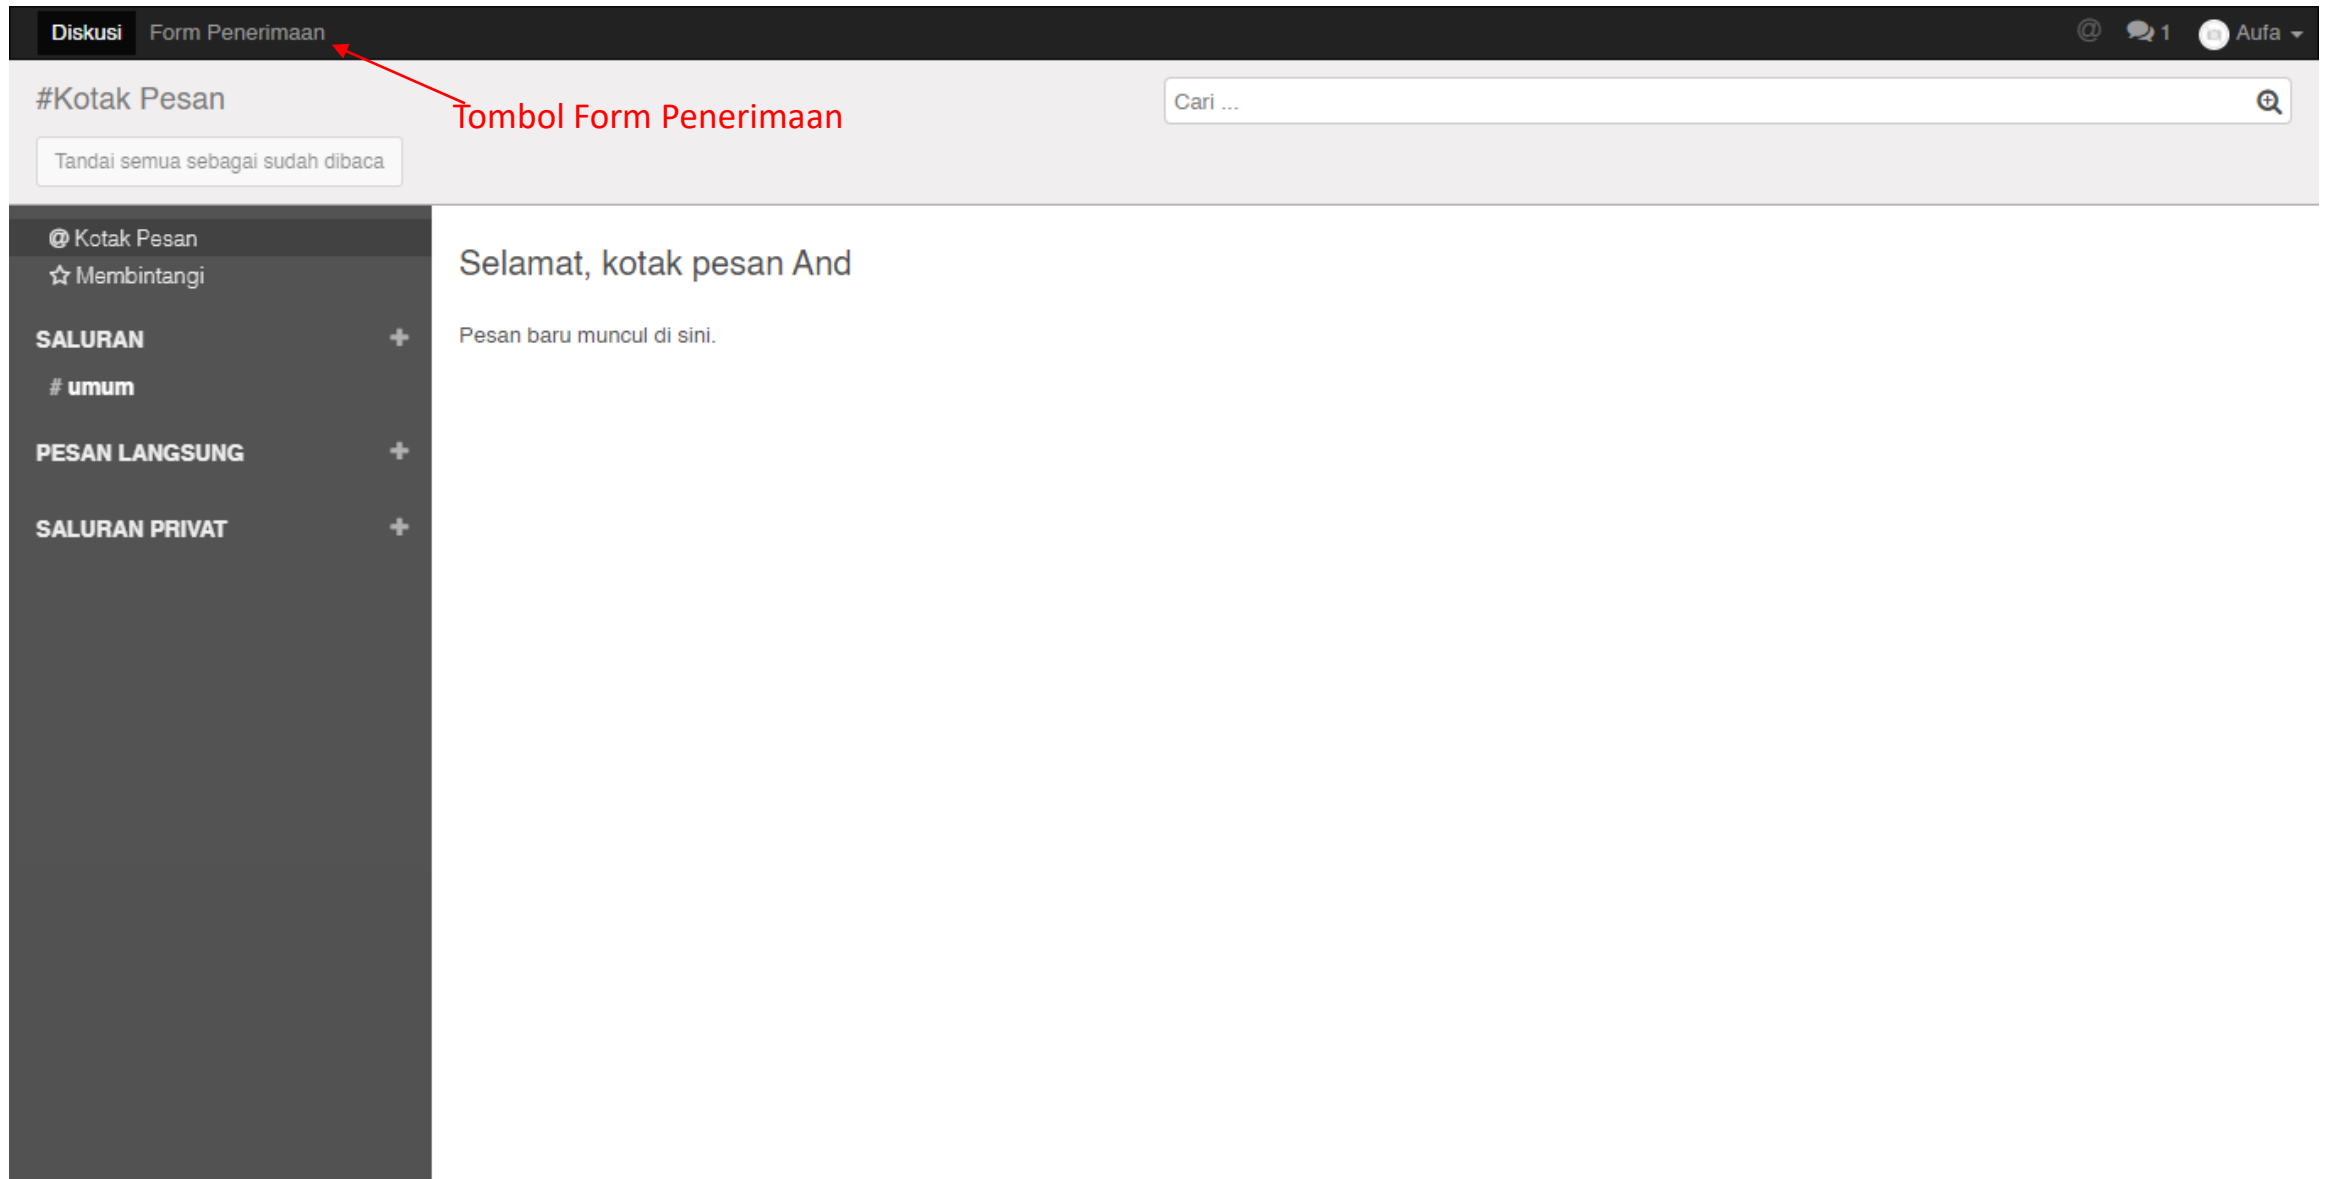 Diskusi Form Penerimaan @ 1 Aufa
#Kotak Pesan
Tombol Form Penerimaan
Cari ...
Tandai semua sebagai sudah dibaca
@ Kotak Pesan
Membintangi
SALURAN +
# umum
PESAN LANGSUNG +
SALURAN PRIVAT +
Selamat, kotak pesan And
Pesan baru muncul di sini.